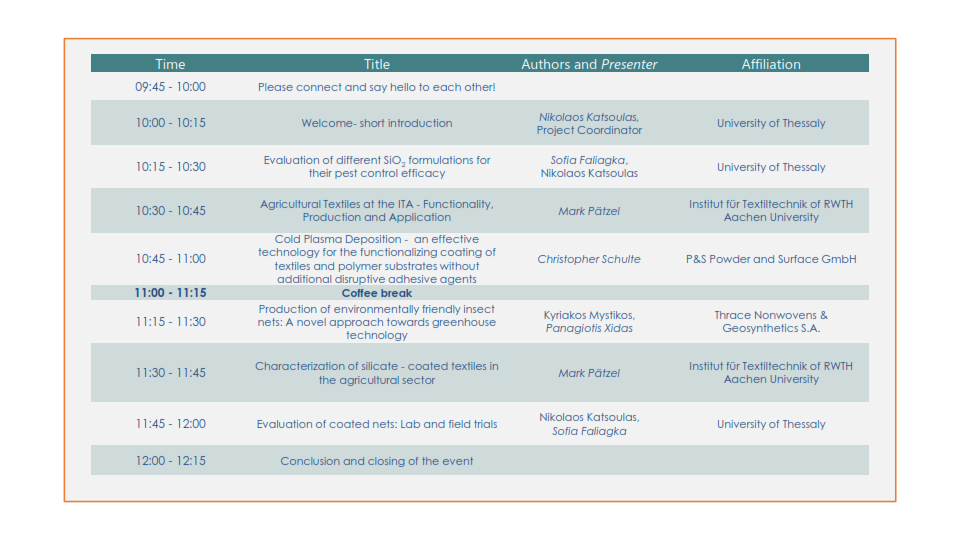 Time Title Authors and Presenter Affiliation
09:45 - 10:00 Please connect and say hello to each other!
10:00 - 10:15 Welcome- short introduction Nikolaos Katsoulas, Project Coordinator University of Thessaly
10:15 - 10:30 Evaluation of different SiO2 formulations for their pest control efficacy Sofia Faliagka, Nikolaos Katsoulas University of Thessaly
10:30 - 10:45 Agricultural Textiles at the ITA - Functionality, Production and Application Mark Pätzel Institut für Textiltechnik of RWTH Aachen University
10:45 - 11:00 Cold Plasma Deposition - an effective technology for the functionalizing coating of textiles and polymer substrates without additional disruptive adhesive agents Christopher Schulte P&S Powder and Surface GmbH
11:00 - 11:15 Coffee break
11:15 - 11:30 Production of environmentally friendly insect nets: A novel approach towards greenhouse technology Kyriakos Mystikos, Panagiotis Xidas Thrace Nonwovens & Geosynthetics S.A.
11:30 - 11:45 Characterization of silicate - coated textiles in the agricultural sector Mark Pätzel Institut für Textiltechnik of RWTH Aachen University
11:45 - 12:00 Evaluation of coated nets: Lab and field trials Nikolaos Katsoulas, Sofia Faliagka University of Thessaly
12:00 - 12:15 Conclusion and closing of the event